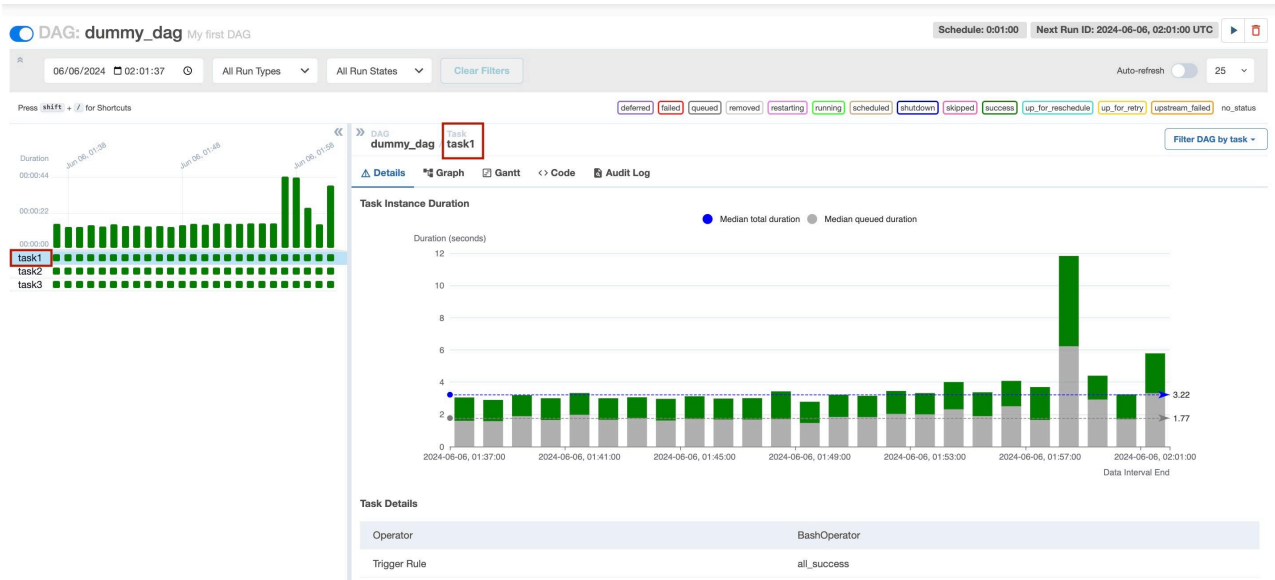 DAG: dummy_dag My first DAG
Schedule: 0:01:00 Next Run ID: 2024-06-06, 02:01:00 UTC
06/06/2024 02:01:37 All Run Types All Run States Clear Filters
Auto-refresh 25
Press shift + / for Shortcuts
deferred failed queued removed restarting running scheduled shutdown skipped success up_for_reschedule up_for_retry upstream_failed no_status
Duration
Jun 06, 01:38 Jun 06, 01:48 Jun 06, 01:58
00:00:44
00:00:22
00:00:00
task1
task2
task3
DAG Task
dummy_dag / task1
Filter DAG by task
Details Graph Gantt Code Audit Log
Task Instance Duration
Median total duration Median queued duration
Duration (seconds)
12
10
8
6
4
3.22
2
1.77
0
2024-06-06, 01:37:00 2024-06-06, 01:41:00 2024-06-06, 01:45:00 2024-06-06, 01:49:00 2024-06-06, 01:53:00 2024-06-06, 01:57:00 2024-06-06, 02:01:00
Data Interval End
Task Details
Operator BashOperator
Trigger Rule all_success